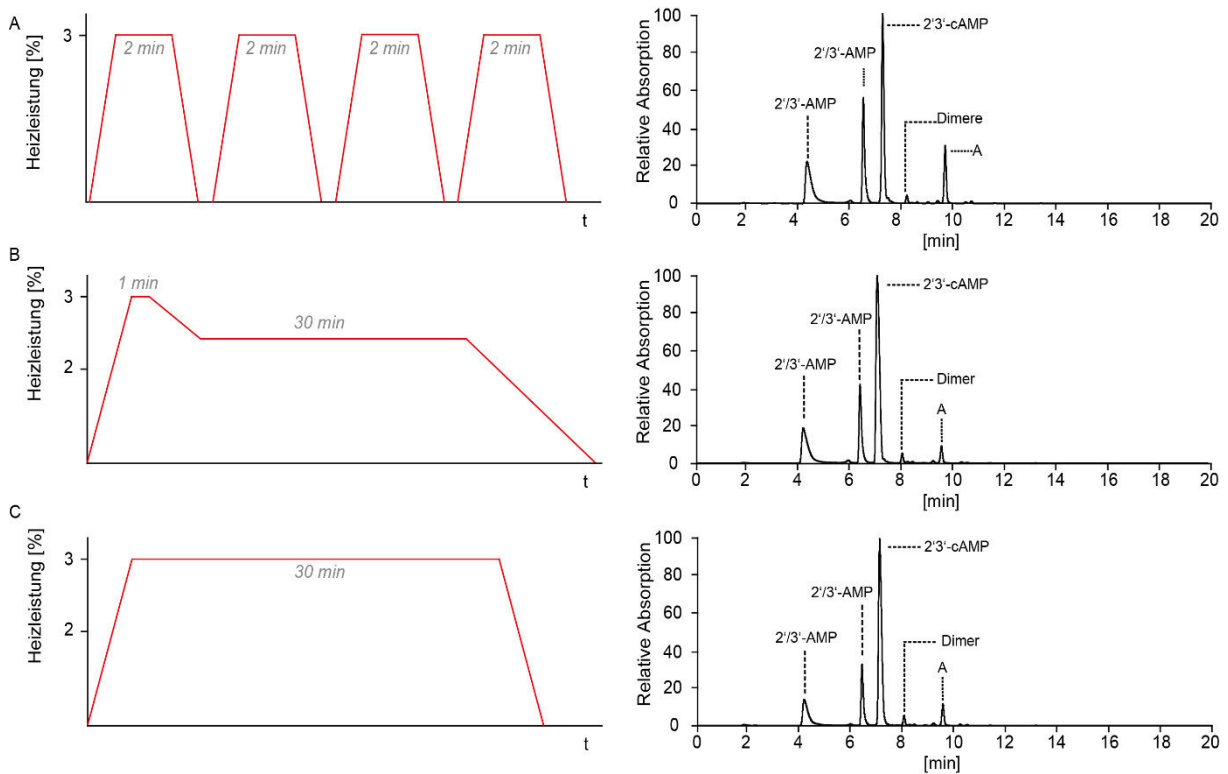 A
Heizleistung [%]
3
2 min
2 min
2 min
2 min
t
Relative Absorption
100
80
60
40
20
0
2‘3‘-cAMP
2‘/3‘-AMP
2‘/3‘-AMP
Dimere
A
0 2 4 6 8 10 12 14 16 18 20
[min]
B
Heizleistung [%]
3
2
1 min
30 min
t
Relative Absorption
100
80
60
40
20
0
2‘3‘-cAMP
2‘/3‘-AMP
2‘/3‘-AMP
Dimer
A
0 2 4 6 8 10 12 14 16 18 20
[min]
C
Heizleistung [%]
3
2
30 min
t
Relative Absorption
100
80
60
40
20
0
2‘3‘-cAMP
2‘/3‘-AMP
2‘/3‘-AMP
Dimer
A
0 2 4 6 8 10 12 14 16 18 20
[min]